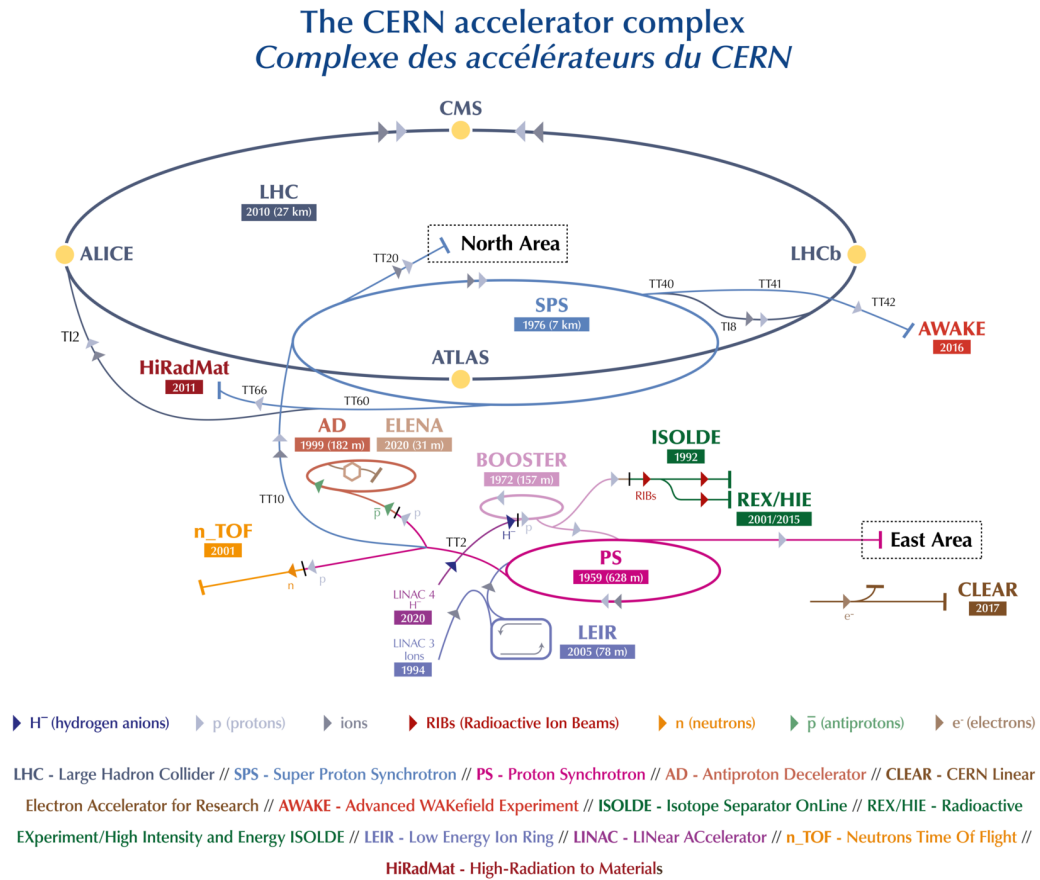 The CERN accelerator complex
Complexe des accélérateurs du CERN
CMS
LHC
2010 (27 km)
North Area
TT20
ALICE
LHCb
TT40
TT41
TT42
SPS
1976 (7 km)
TI8
AWAKE
2016
TI2
ATLAS
HiRadMat
2011
TT66
TT60
AD
1999 (182 m)
ELENA
2020 (31 m)
ISOLDE
1992
BOOSTER
1972 (157 m)
RIBs
REX/HIE
2001/2015
TT10
p̅
p
H⁻
p
n_TOF
2001
TT2
East Area
PS
1959 (628 m)
n
p
LINAC 4
H⁻
2020
CLEAR
2017
e⁻
LINAC 3
Ions
1994
LEIR
2005 (78 m)
H⁻ (hydrogen anions)
p (protons)
ions
RIBs (Radioactive Ion Beams)
n (neutrons)
p̅ (antiprotons)
e⁻ (electrons)
LHC - Large Hadron Collider // SPS - Super Proton Synchrotron // PS - Proton Synchrotron // AD - Antiproton Decelerator // CLEAR - CERN Linear
Electron Accelerator for Research // AWAKE - Advanced WAKefield Experiment // ISOLDE - Isotope Separator OnLine // REX/HIE - Radioactive
EXperiment/High Intensity and Energy ISOLDE // LEIR - Low Energy Ion Ring // LINAC - LINear ACcelerator // n_TOF - Neutrons Time Of Flight //
HiRadMat - High-Radiation to Materials